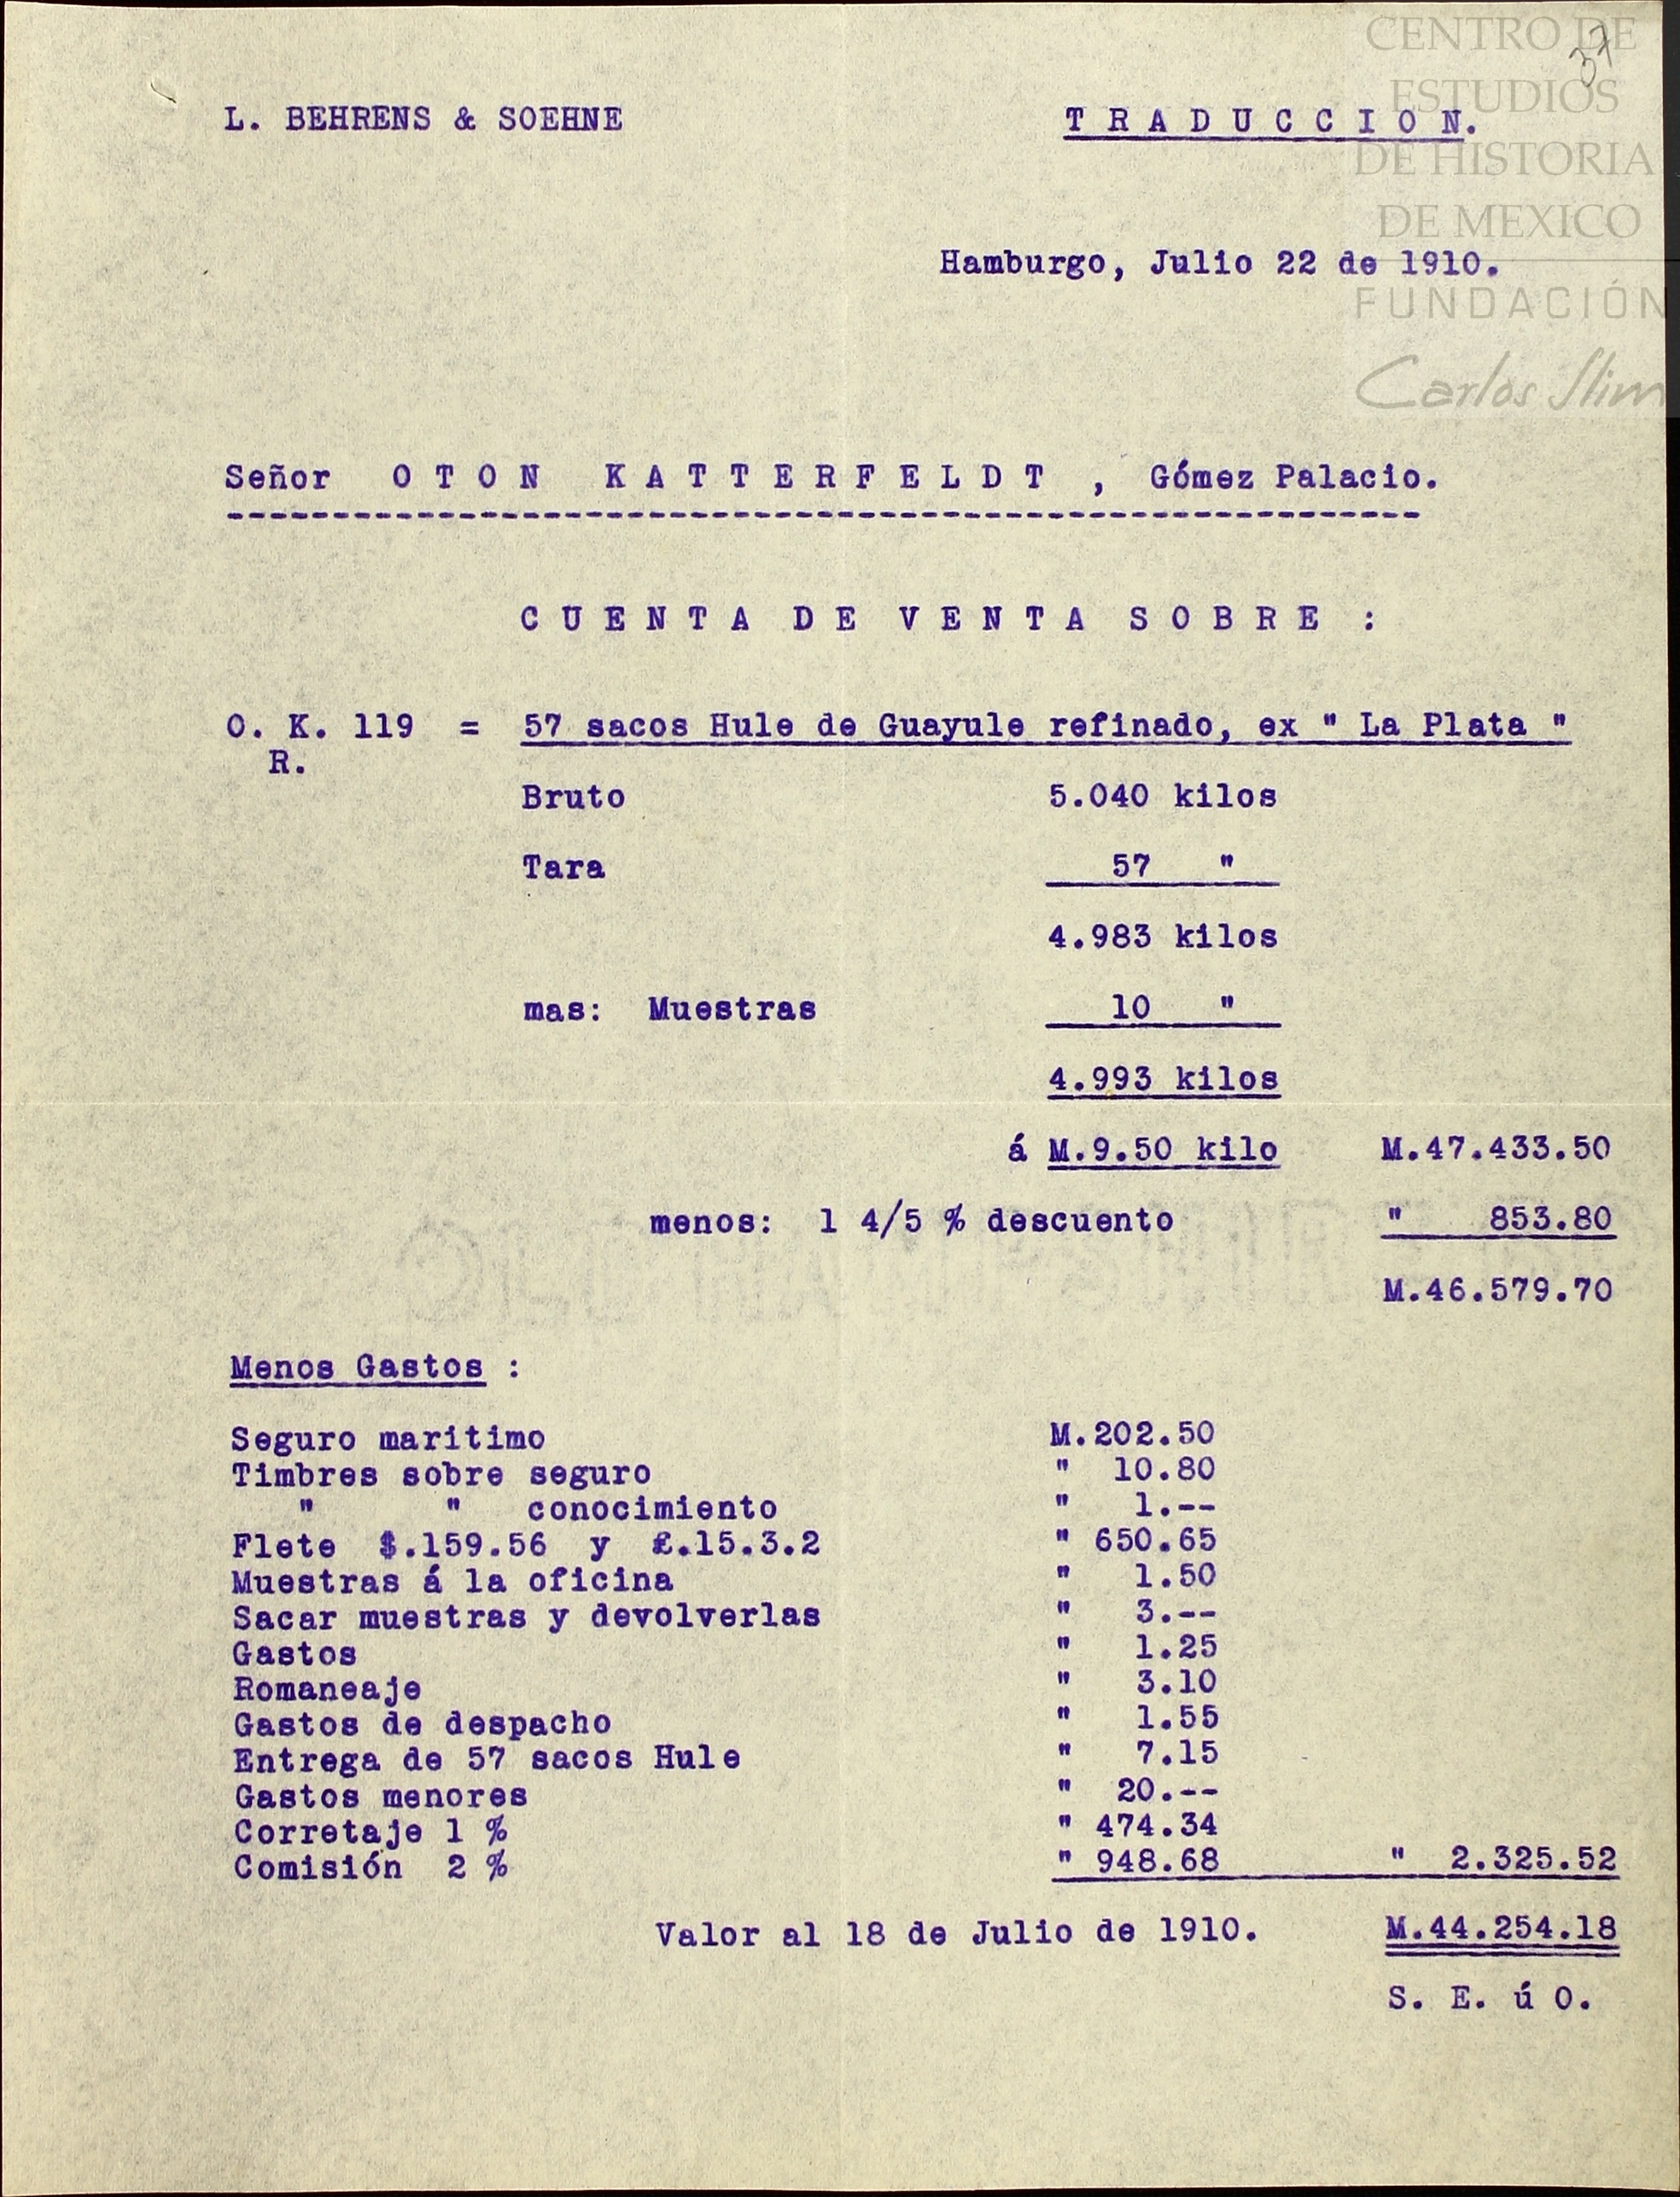 CENTRO DE
ESTUDIOS
DE HISTORIA
DE MEXICO
FUNDACIÓN
Carlos Slim
37
L. BEHRENS & SOEHNE T R A D U C C I O N.
Hamburgo, Julio 22 de 1910.
Señor O T O N K A T T E R F E L D T , Gómez Palacio.
---------------------------------------------------------
C U E N T A D E V E N T A S O B R E :
O. K. 119 = 57 sacos Hule de Guayule refinado, ex " La Plata "
R.
Bruto 5.040 kilos
Tara 57 "
4.983 kilos
mas: Muestras 10 "
4.993 kilos
á M.9.50 kilo M.47.433.50
menos: 1 4/5 % descuento " 853.80
M.46.579.70
Menos Gastos :
Seguro maritimo M.202.50
Timbres sobre seguro " 10.80
" " conocimiento " 1.--
Flete $.159.56 y £.15.3.2 " 650.65
Muestras á la oficina " 1.50
Sacar muestras y devolverlas " 3.--
Gastos " 1.25
Romaneaje " 3.10
Gastos de despacho " 1.55
Entrega de 57 sacos Hule " 7.15
Gastos menores " 20.--
Corretaje 1 % " 474.34
Comisión 2 % " 948.68 " 2.325.52
Valor al 18 de Julio de 1910. M.44.254.18
S. E. ú O.